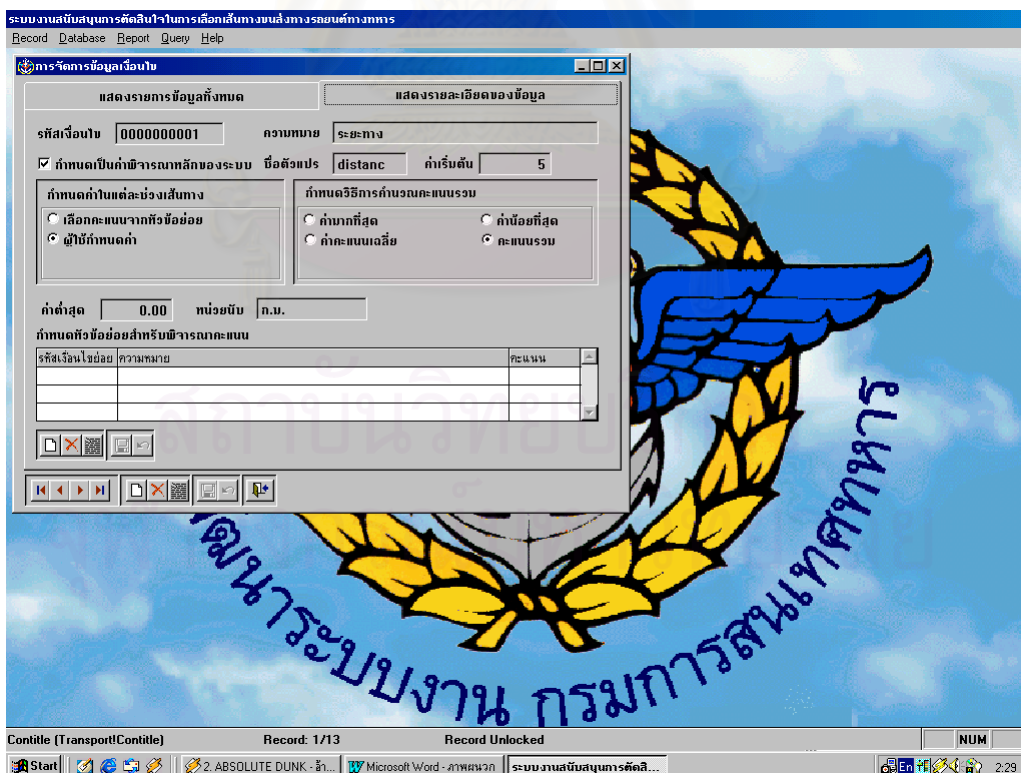 ระบบงานสนับสนุนการตัดสินใจในการเลือกเส้นทางขนส่งทางรถยนต์ทางทหาร
Record Database Report Query Help
การจัดการข้อมูลเงื่อนไข
แสดงรายการข้อมูลทั้งหมด แสดงรายละเอียดของข้อมูล
รหัสเงื่อนไข 0000000001 ความหมาย ระยะทาง
กำหนดเป็นค่าพิจารณาหลักของระบบ ชื่อตัวแปร distanc ค่าเริ่มต้น 5
กำหนดค่าในแต่ละช่วงเส้นทาง กำหนดวิธีการคำนวณคะแนนรวม
เลือกคะแนนจากหัวข้อย่อย ค่ามากที่สุด ค่าน้อยที่สุด
ผู้ใช้กำหนดค่า ค่าคะแนนเฉลี่ย คะแนนรวม
ค่าต่ำสุด 0.00 หน่วยนับ ก.ม.
กำหนดหัวข้อย่อยสำหรับพิจารณาคะแนน
รหัสเงื่อนไขย่อย ความหมาย คะแนน
พัฒนาระบบงาน กรมการสนเทศทหาร
Contitle (Transport!Contitle) Record: 1/13 Record Unlocked NUM
Start 2. ABSOLUTE DUNK - ล้า... Microsoft Word - ภาพผนวก ระบบงานสนับสนุนการตัดสิ... En 2:29